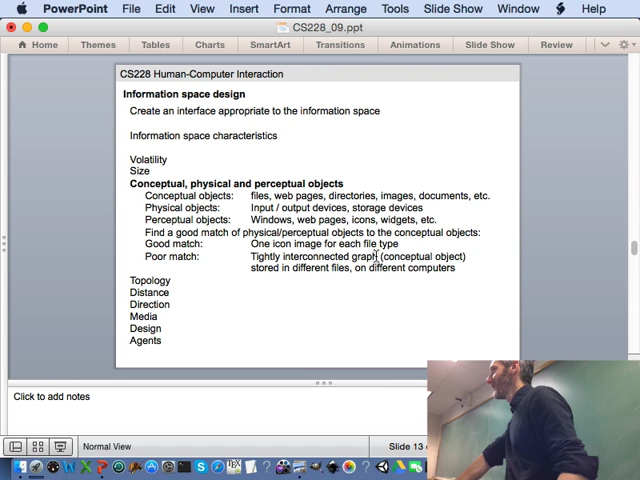 PowerPoint File Edit View Insert Format Arrange Tools Slide Show Window Help
CS228_09.ppt
Home Themes Tables Charts SmartArt Transitions Animations Slide Show Review
CS228 Human-Computer Interaction
Information space design
Create an interface appropriate to the information space
Information space characteristics
Volatility
Size
Conceptual, physical and perceptual objects
Conceptual objects: files, web pages, directories, images, documents, etc.
Physical objects: Input / output devices, storage devices
Perceptual objects: Windows, web pages, icons, widgets, etc.
Find a good match of physical/perceptual objects to the conceptual objects:
Good match: One icon image for each file type
Poor match: Tightly interconnected graph (conceptual object)
stored in different files, on different computers
Topology
Distance
Direction
Media
Design
Agents
Click to add notes
Normal View Slide 13 of